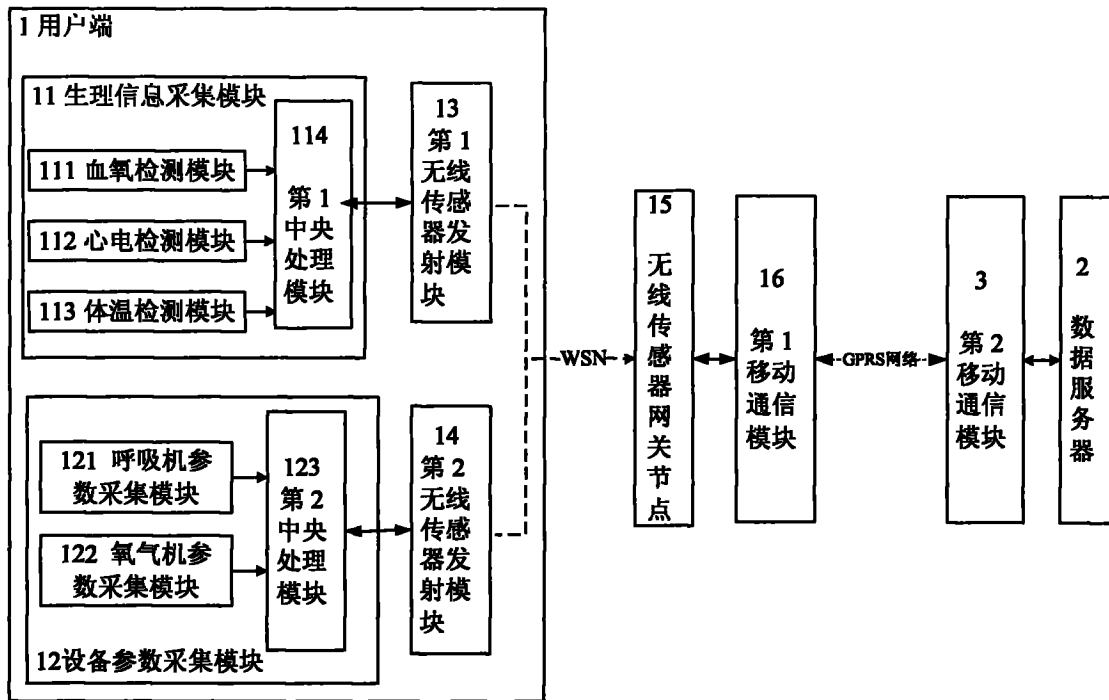 1 用户端
11 生理信息采集模块
111 血氧检测模块
112 心电检测模块
113 体温检测模块
114
第 1
中央
处理
模块
13
第 1
无线
传感
器发
射模
块
121 呼吸机参
数采集模块
122 氧气机参
数采集模块
123
第 2
中央
处理
模块
12设备参数采集模块
14
第 2
无线
传感
器发
射模
块
WSN
15
无
线
传
感
器
网
关
节
点
16
第 1
移动
通信
模块
GPRS网络
3
第 2
移动
通信
模块
2
数
据
服
务
器